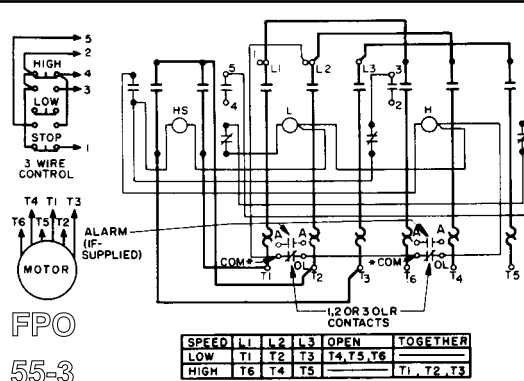 5
2
HIGH
4
3
LOW
STOP
1
3 WIRE
CONTROL
T4 T1 T3
T6 T5 T2
MOTOR
ALARM
(IF-
SUPPLIED)
FPO
55-3
1 L1 L2 L3 3
5
4
2
HS L H
A A A A
COM* OL *COM OL
T1 T2 T3 T6 T4 T5
1,2 OR 3 OLR
CONTACTS
SPEED L1 L2 L3 OPEN TOGETHER
LOW T1 T2 T3 T4,T5,T6
HIGH T6 T4 T5 T1, T2, T3